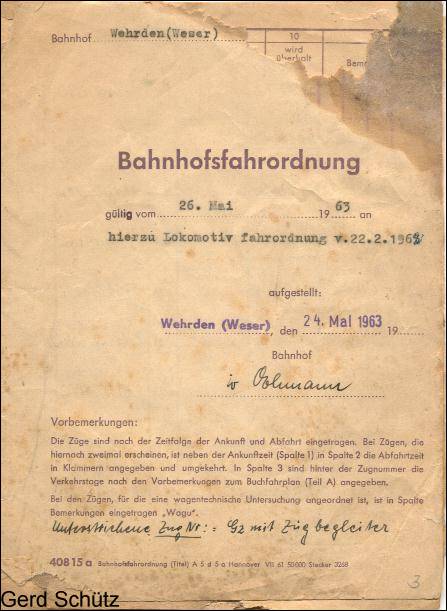 Bahnhof Wehrden(Weser)
10
wird
überholt
Bahnhofsfahrordnung
gültig vom 26. Mai 1963 an
hierzu Lokomotiv fahrordnung v.22.2.196
aufgestellt:
Wehrden (Weser), den 24. Mai 1963 19
Bahnhof
Vorbemerkungen:
Die Züge sind nach der Zeitfolge der Ankunft und Abfahrt eingetragen. Bei Zügen, die
hiernach zweimal erscheinen, ist neben der Ankunftzeit (Spalte 1) in Spalte 2 die Abfahrtzeit
in Klammern angegeben und umgekehrt. In Spalte 3 sind hinter der Zugnummer die
Verkehrstage nach den Vorbemerkungen zum Buchfahrplan (Teil A) angegeben.
Bei den Zügen, für die eine wagentechnische Untersuchung angeordnet ist, ist in Spalte
Bemerkungen eingetragen „Wagu".
Unterstrichene Zug Nr: = Gz mit Zugbegleiter
408 15 a Bahnhofsfahrordnung (Titel) A 5 d 5 a Hannover VII 61 50000 Stecker 3268
3
Gerd Schütz